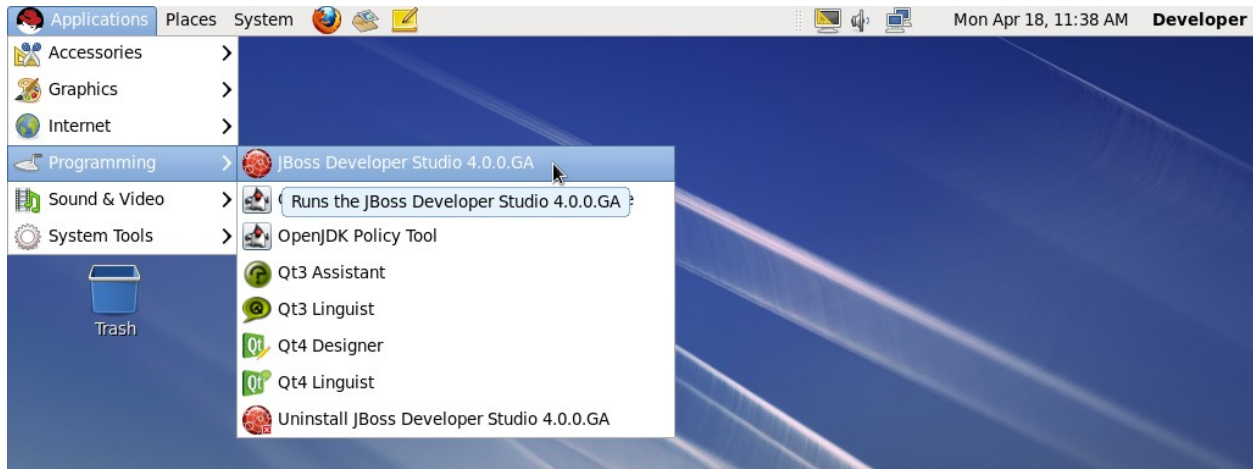 Applications Places System Mon Apr 18, 11:38 AM Developer
Accessories
Graphics
Internet
Programming
Sound & Video
System Tools
JBoss Developer Studio 4.0.0.GA
Runs the JBoss Developer Studio 4.0.0.GA
OpenJDK Policy Tool
Qt3 Assistant
Qt3 Linguist
Qt4 Designer
Qt4 Linguist
Uninstall JBoss Developer Studio 4.0.0.GA
Trash